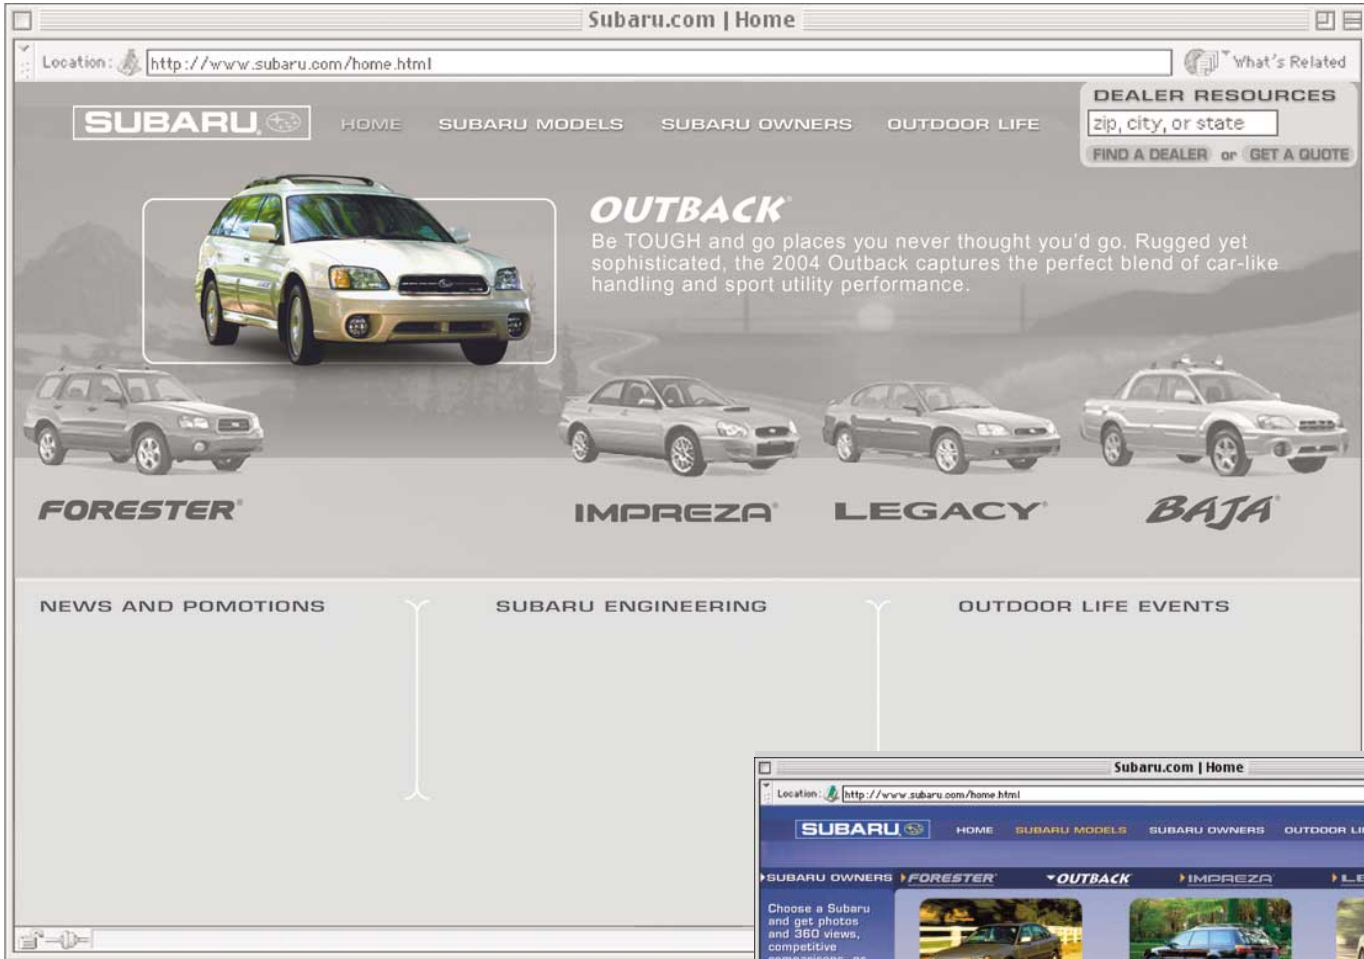 Subaru.com | Home
Location: http://www.subaru.com/home.html What's Related
SUBARU HOME SUBARU MODELS SUBARU OWNERS OUTDOOR LIFE
DEALER RESOURCES
zip, city, or state
FIND A DEALER or GET A QUOTE
OUTBACK®
Be TOUGH and go places you never thought you'd go. Rugged yet
sophisticated, the 2004 Outback captures the perfect blend of car-like
handling and sport utility performance.
FORESTER® IMPREZA® LEGACY® BAJA®
NEWS AND POMOTIONS SUBARU ENGINEERING OUTDOOR LIFE EVENTS
Subaru.com | Home
Location: http://www.subaru.com/home.html
SUBARU HOME SUBARU MODELS SUBARU OWNERS OUTDOOR
SUBARU OWNERS FORESTER® OUTBACK® IMPREZA®
Choose a Subaru
and get photos
and 360 views,
competitive